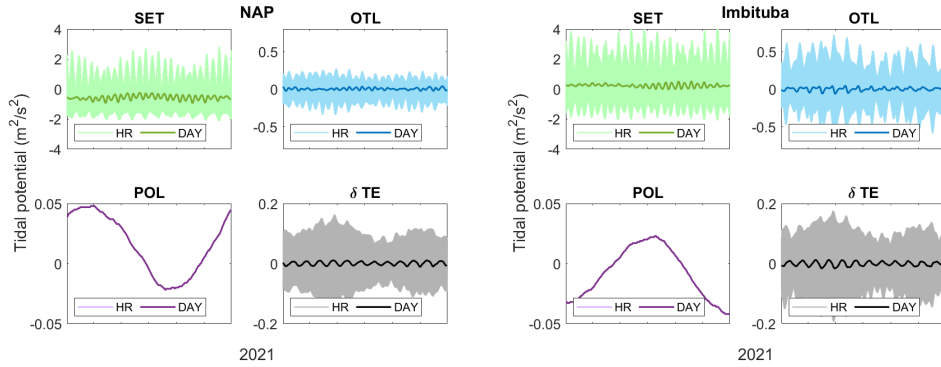 NAP
SET
OTL
4
2
0
-2
-4
0.5
0
-0.5
HR DAY
HR DAY
Tidal potential (m²/s²)
POL
δ TE
0.05
0
-0.05
0.2
0
-0.2
HR DAY
HR DAY
2021
Imbituba
SET
OTL
4
2
0
-2
-4
0.5
0
-0.5
HR DAY
HR DAY
Tidal potential (m²/s²)
POL
δ TE
0.05
0
-0.05
0.2
0
-0.2
HR DAY
HR DAY
2021